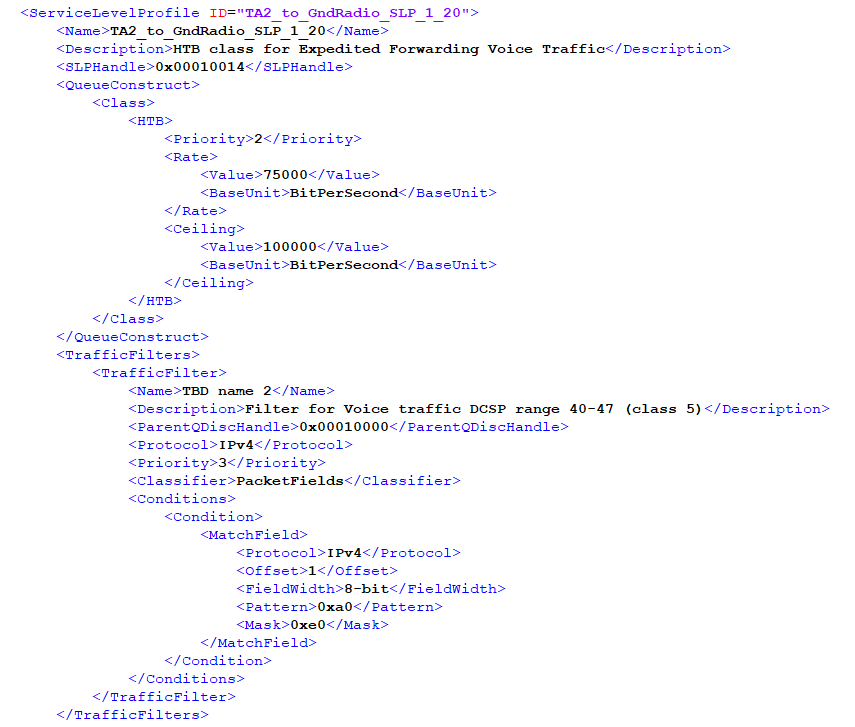 <ServiceLevelProfile ID="TA2_to_GndRadio_SLP_1_20">
<Name>TA2_to_GndRadio_SLP_1_20</Name>
<Description>HTB class for Expedited Forwarding Voice Traffic</Description>
<SLPHandle>0x00010014</SLPHandle>
<QueueConstruct>
<Class>
<HTB>
<Priority>2</Priority>
<Rate>
<Value>75000</Value>
<BaseUnit>BitPerSecond</BaseUnit>
</Rate>
<Ceiling>
<Value>100000</Value>
<BaseUnit>BitPerSecond</BaseUnit>
</Ceiling>
</HTB>
</Class>
</QueueConstruct>
<TrafficFilters>
<TrafficFilter>
<Name>TBD name 2</Name>
<Description>Filter for Voice traffic DCSP range 40-47 (class 5)</Description>
<ParentQDiscHandle>0x00010000</ParentQDiscHandle>
<Protocol>IPv4</Protocol>
<Priority>3</Priority>
<Classifier>PacketFields</Classifier>
<Conditions>
<Condition>
<MatchField>
<Protocol>IPv4</Protocol>
<Offset>1</Offset>
<FieldWidth>8-bit</FieldWidth>
<Pattern>0xa0</Pattern>
<Mask>0xe0</Mask>
</MatchField>
</Condition>
</Conditions>
</TrafficFilter>
</TrafficFilters>